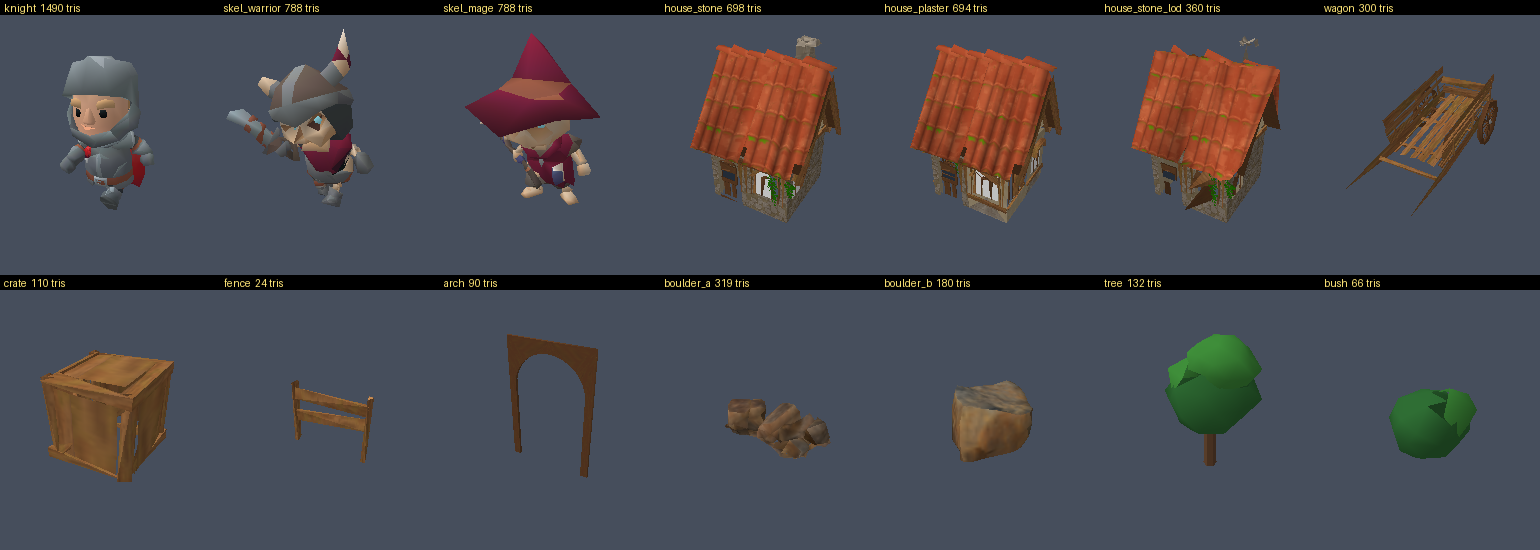 knight 1490 tris
skel_warrior 788 tris
skel_mage 788 tris
house_stone 698 tris
house_plaster 694 tris
house_stone_lod 360 tris
wagon 300 tris
crate 110 tris
fence 24 tris
arch 90 tris
boulder_a 319 tris
boulder_b 180 tris
tree 132 tris
bush 66 tris